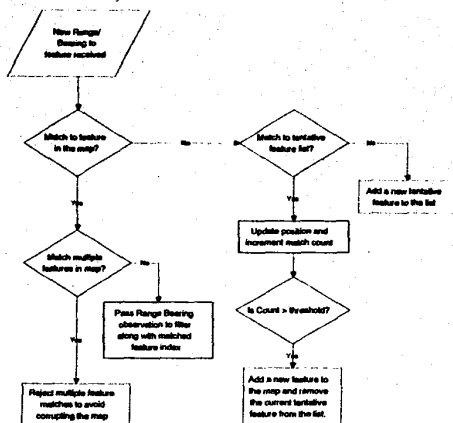 New Range/
Bearing to
feature received
Match to feature
in the map?
No
Match to tentative
feature list?
No
Add a new tentative
feature to the list
Yes
Yes
Update position and
increment match count
Match multiple
features in map?
No
Pass Range Bearing
observation to filter
along with matched
feature index
Is Count > threshold?
Yes
Yes
Reject multiple feature
matches to avoid
corrupting the map
Add a new feature to
the map and remove
the current tentative
feature from the list.